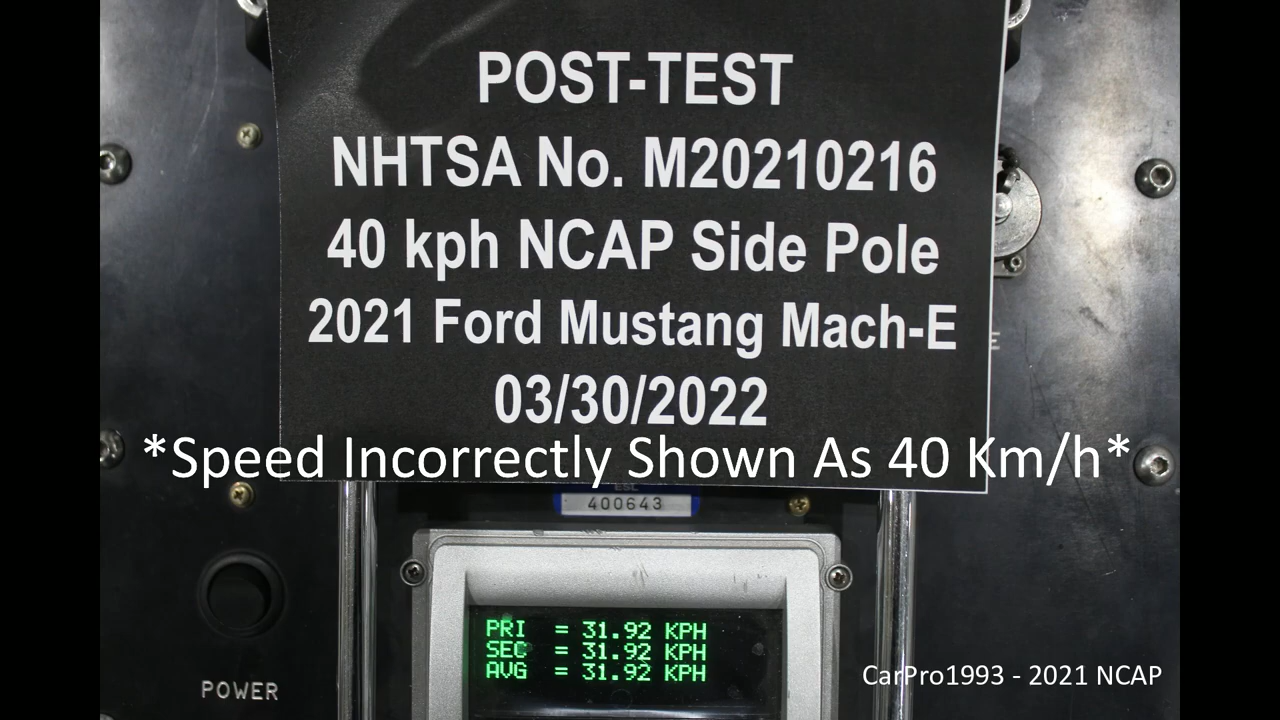 POST-TEST
NHTSA No. M20210216
40 kph NCAP Side Pole
2021 Ford Mustang Mach-E
03/30/2022
*Speed Incorrectly Shown As 40 Km/h*
400643
PRI = 31.92 KPH
SEC = 31.92 KPH
AVG = 31.92 KPH
CarPro1993 - 2021 NCAP
POWER